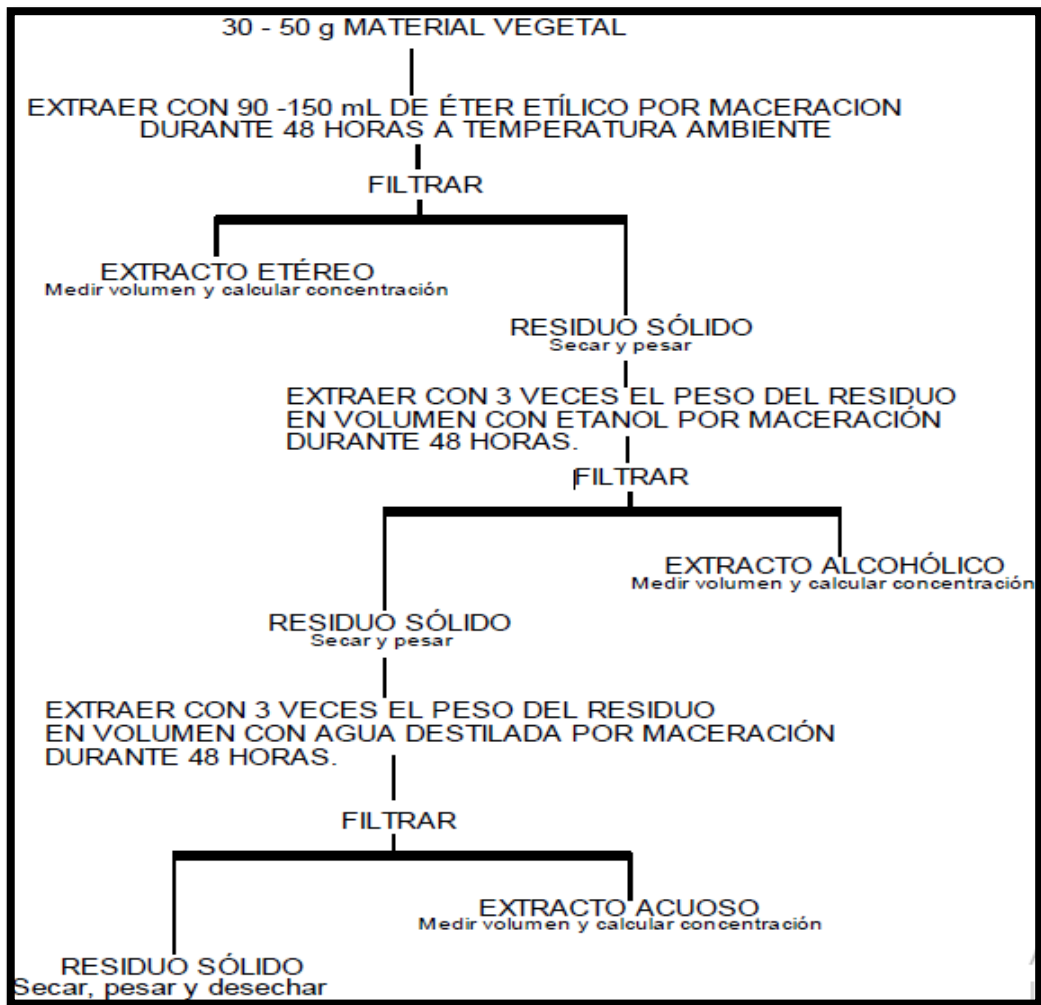 30 - 50 g MATERIAL VEGETAL
EXTRAER CON 90 -150 mL DE ÉTER ETÍLICO POR MACERACION
DURANTE 48 HORAS A TEMPERATURA AMBIENTE
FILTRAR
EXTRACTO ETÉREO
Medir volumen y calcular concentración
RESIDUO SÓLIDO
Secar y pesar
EXTRAER CON 3 VECES EL PESO DEL RESIDUO
EN VOLUMEN CON ETANOL POR MACERACIÓN
DURANTE 48 HORAS.
FILTRAR
EXTRACTO ALCOHÓLICO
Medir volumen y calcular concentración
RESIDUO SÓLIDO
Secar y pesar
EXTRAER CON 3 VECES EL PESO DEL RESIDUO
EN VOLUMEN CON AGUA DESTILADA POR MACERACIÓN
DURANTE 48 HORAS.
FILTRAR
EXTRACTO ACUOSO
Medir volumen y calcular concentración
RESIDUO SÓLIDO
Secar, pesar y desechar